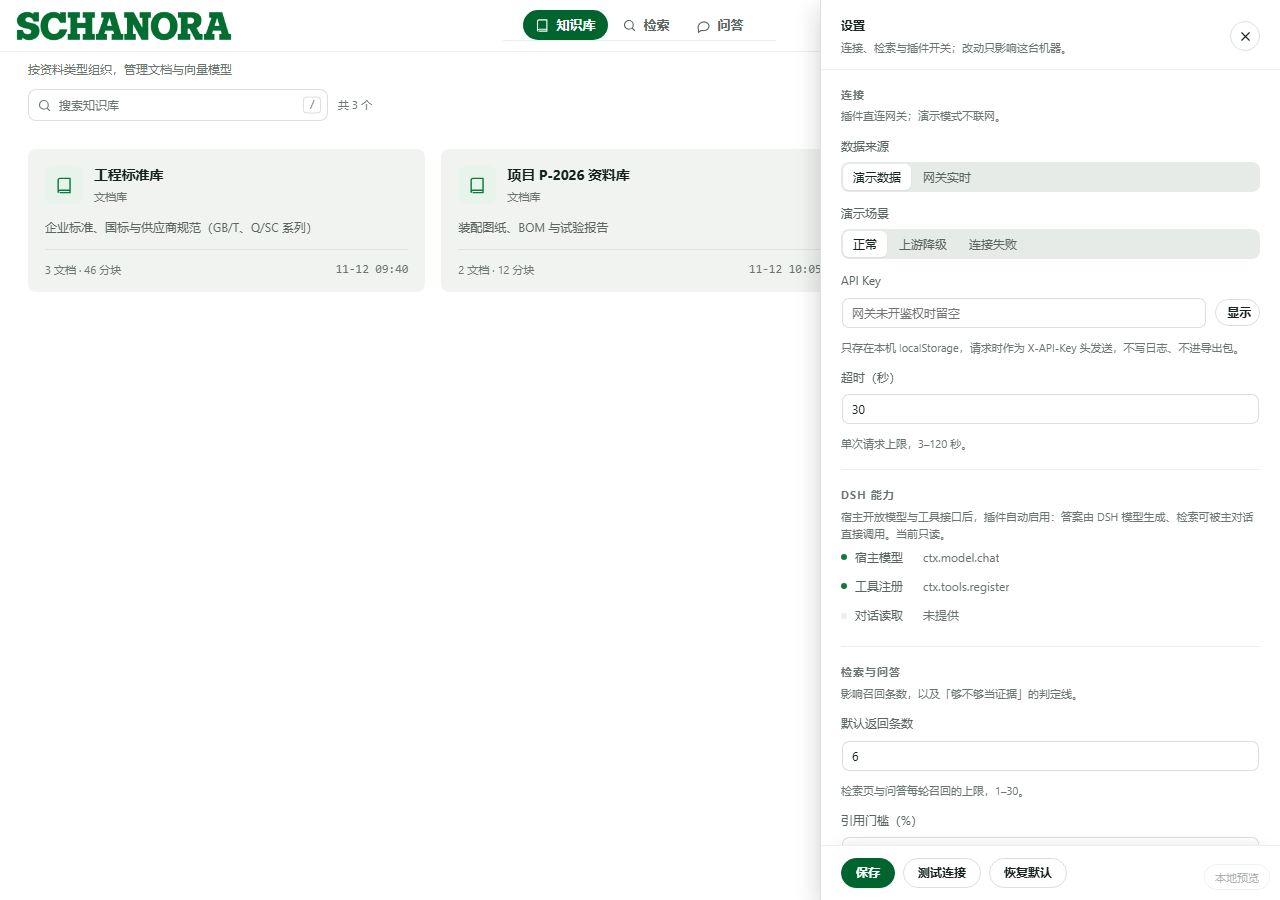 SCHANORA
知识库
检索
问答
按资料类型组织，管理文档与向量模型
搜索知识库
/
共 3 个
工程标准库
文档库
企业标准、国标与供应商规范（GB/T、Q/SC 系列）
3 文档 · 46 分块
11-12 09:40
项目 P-2026 资料库
文档库
装配图纸、BOM 与试验报告
2 文档 · 12 分块
11-12 10:05
设置
连接、检索与插件开关；改动只影响这台机器。
连接
插件直连网关；演示模式不联网。
数据来源
演示数据
网关实时
演示场景
正常
上游降级
连接失败
API Key
网关未开鉴权时留空
显示
只存在本机 localStorage，请求时作为 X-API-Key 头发送，不写日志、不进导出包。
超时（秒）
30
单次请求上限，3–120 秒。
DSH 能力
宿主开放模型与工具接口后，插件自动启用：答案由 DSH 模型生成、检索可被主对话
直接调用。当前只读。
宿主模型
ctx.model.chat
工具注册
ctx.tools.register
对话读取
未提供
检索与问答
影响召回条数，以及「够不够当证据」的判定线。
默认返回条数
6
检索页与问答每轮召回的上限，1–30。
引用门槛（%）
保存
测试连接
恢复默认
本地预览